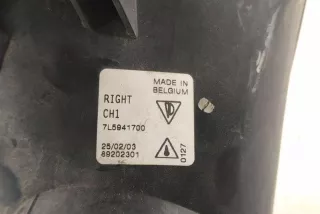 MADE IN
BELGIUM
RIGHT
CH1
7L5941700
25/02/03
89202301
0127